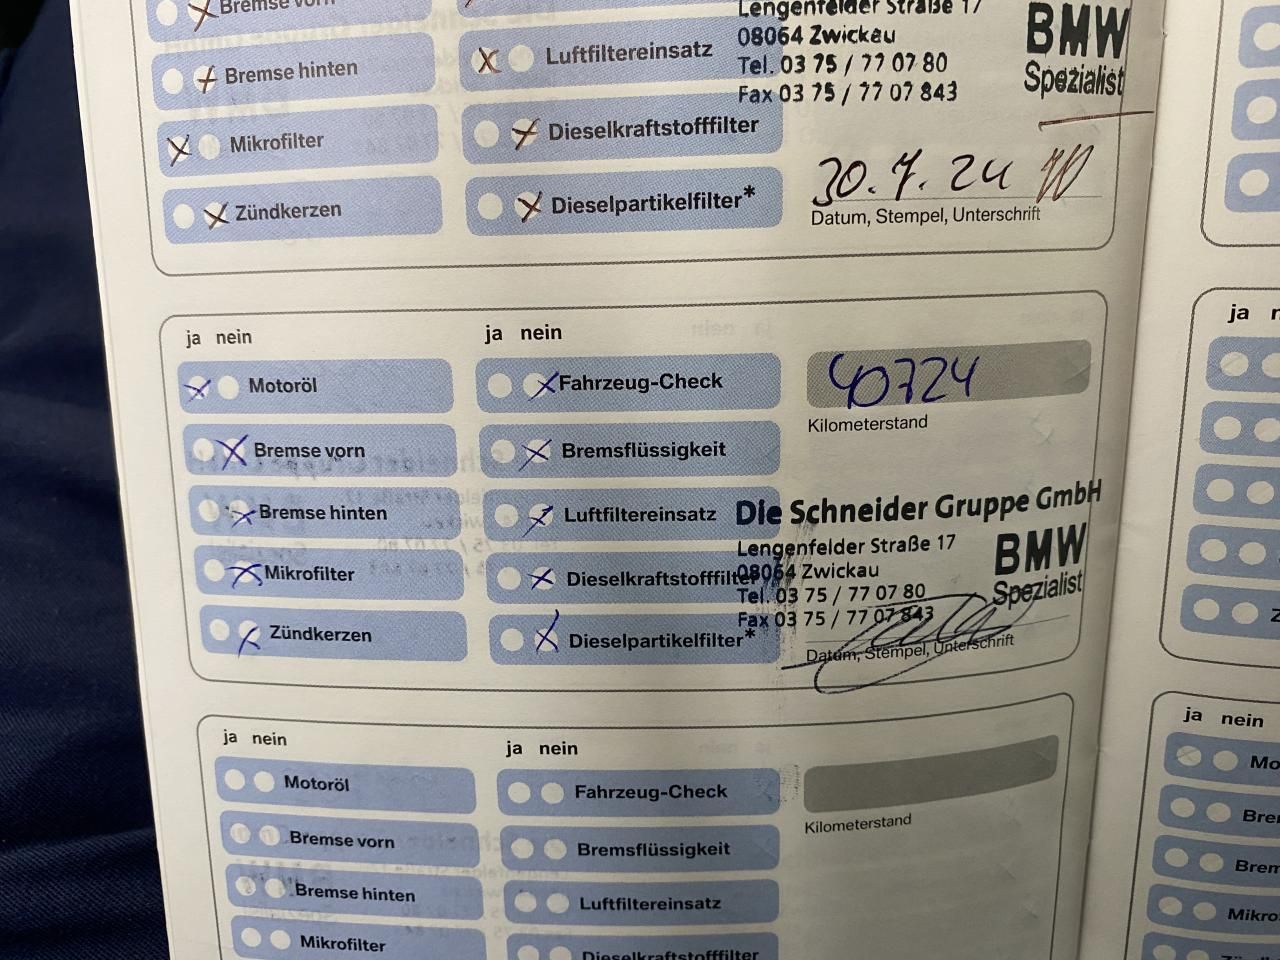 Bremse vorn
Lengenfelder Straße 17
Bremse hinten
Luftfiltereinsatz
08064 Zwickau
BMW
Tel. 03 75 / 77 07 80
Spezialist
Fax 03 75 / 77 07 843
Mikrofilter
Dieselkraftstofffilter
Zündkerzen
Dieselpartikelfilter*
30.7.24
Datum, Stempel, Unterschrift
ja nein
ja nein
Motoröl
Fahrzeug-Check
40724
Kilometerstand
Bremse vorn
Bremsflüssigkeit
Bremse hinten
Luftfiltereinsatz
Die Schneider Gruppe GmbH
Lengenfelder Straße 17
BMW
Mikrofilter
Dieselkraftstofffilter
08064 Zwickau
Spezialist
Tel. 03 75 / 77 07 80
Fax 03 75 / 77 07 843
Zündkerzen
Dieselpartikelfilter*
Datum, Stempel, Unterschrift
ja nein
ja nein
Motoröl
Fahrzeug-Check
Kilometerstand
Bremse vorn
Bremsflüssigkeit
Bremse hinten
Luftfiltereinsatz
Mikrofilter
Dieselkraftstofffilter
ja
ja nein